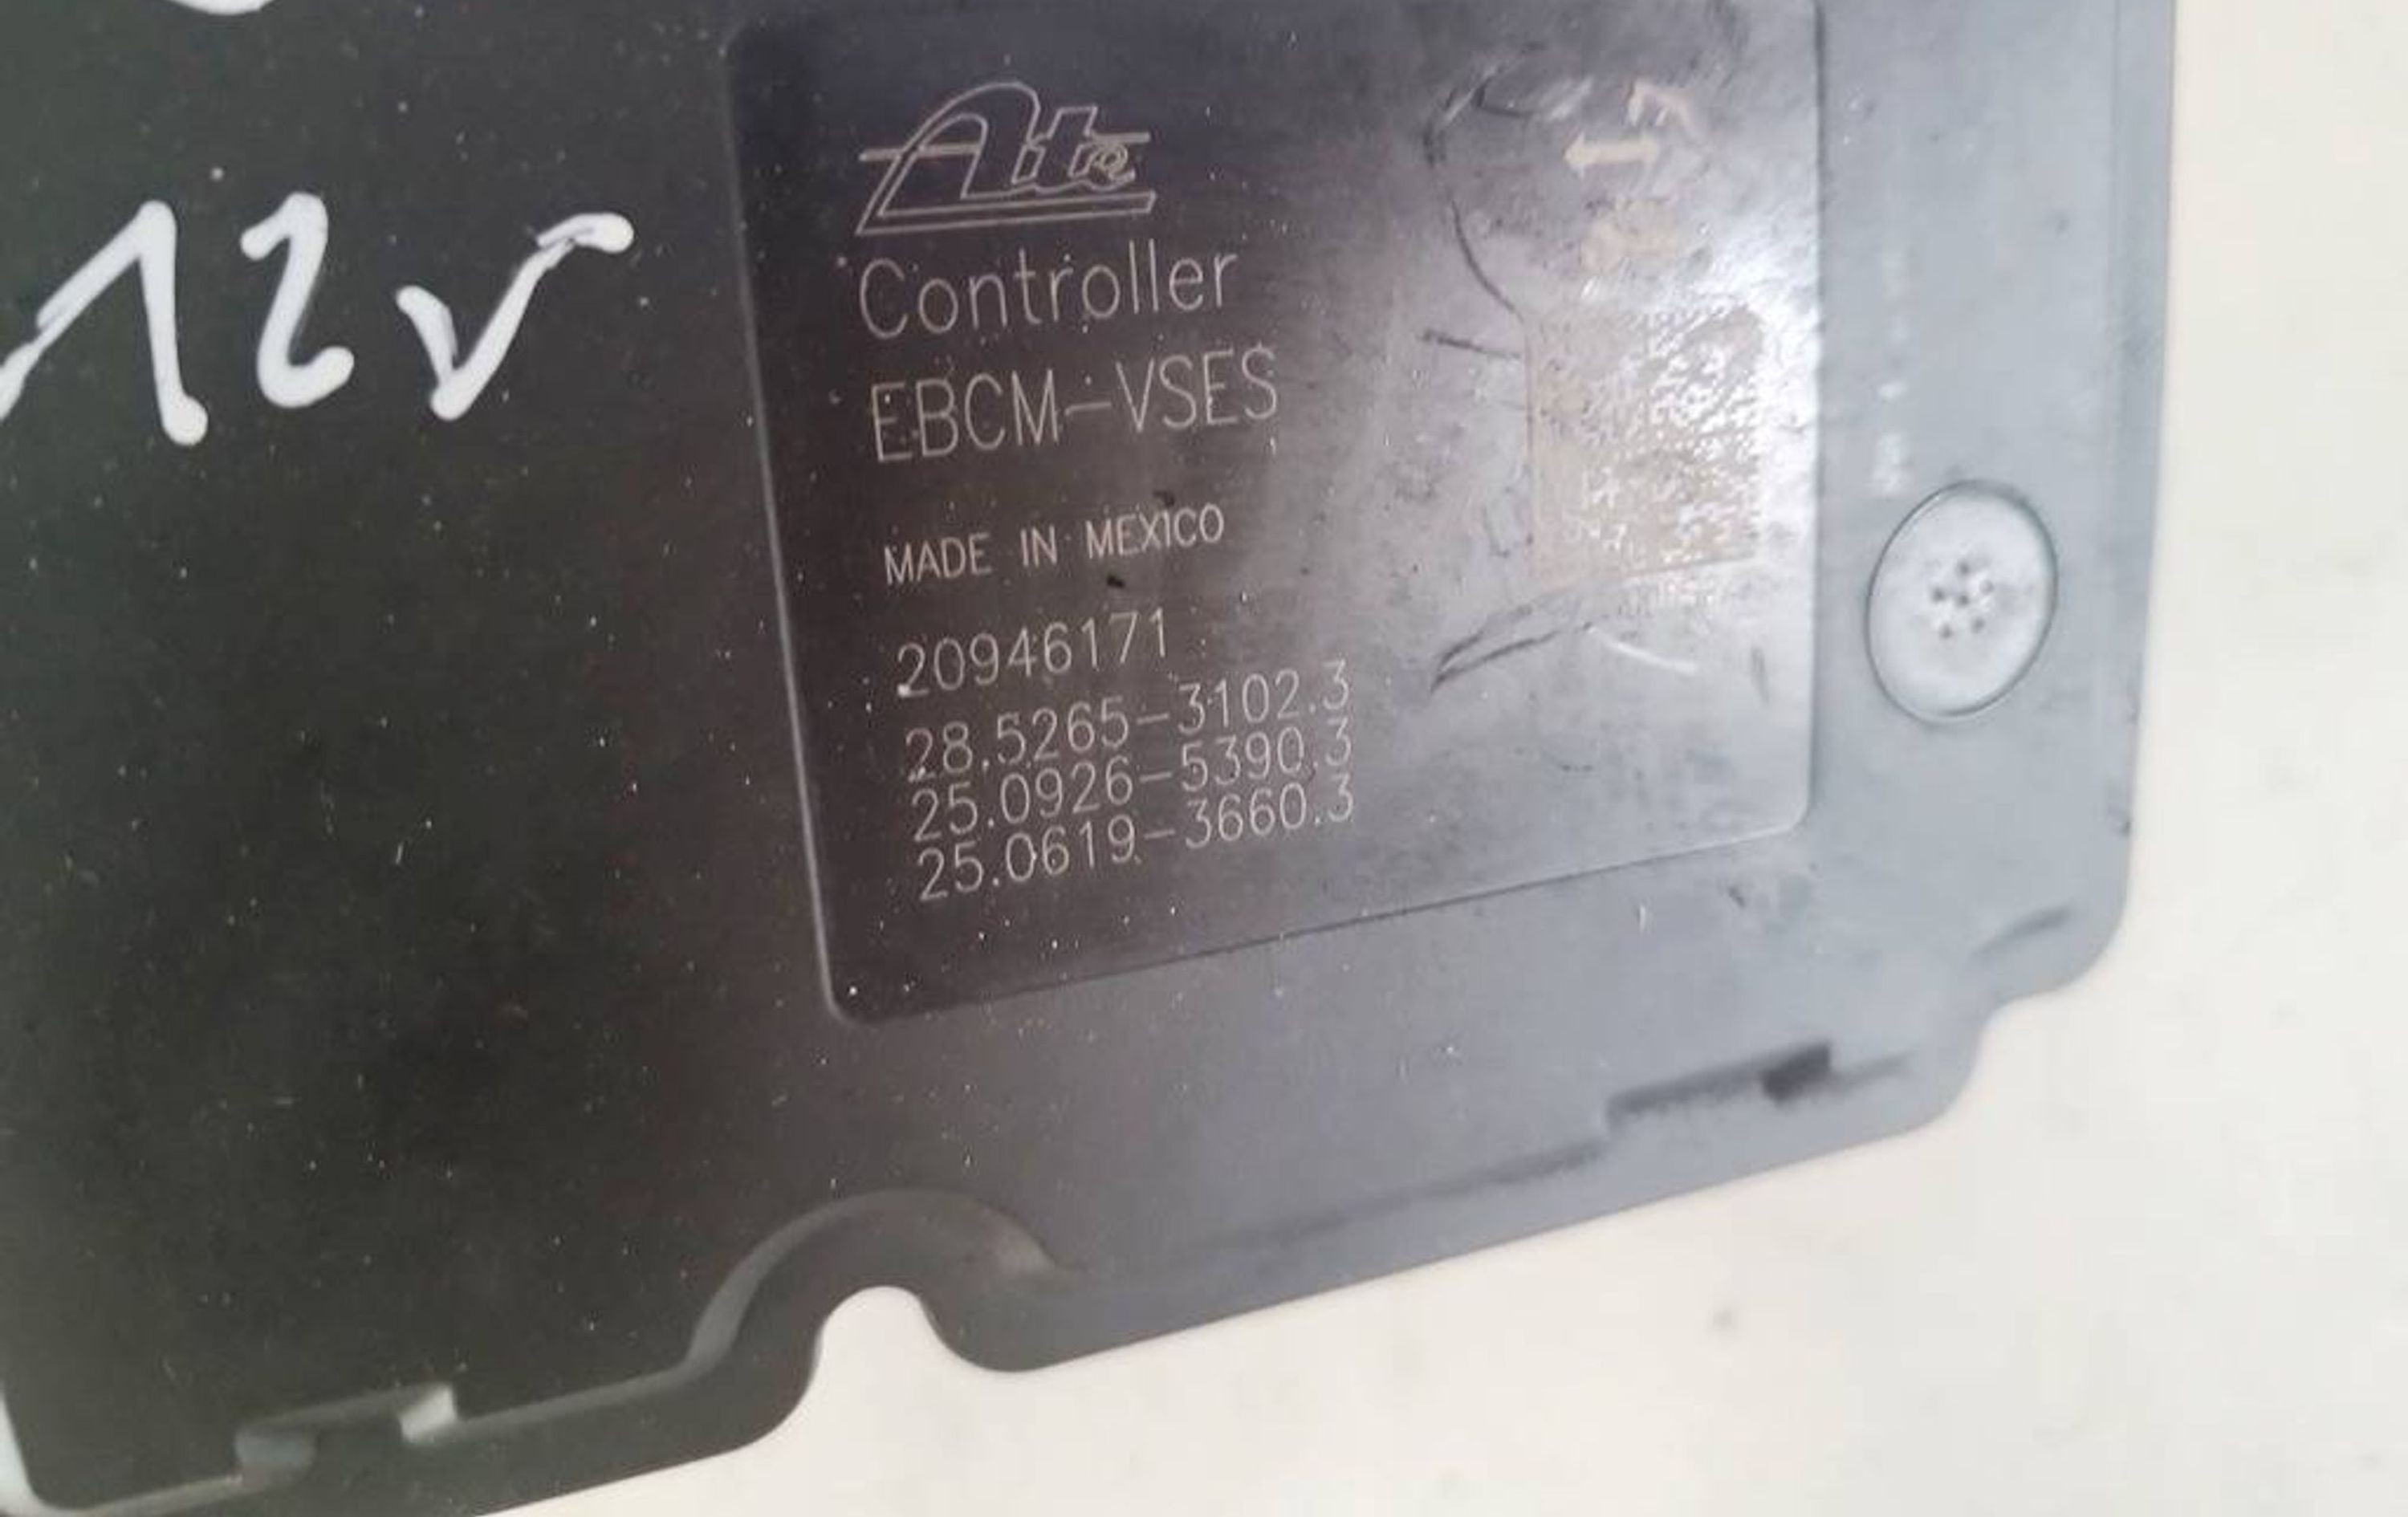 12V
Ate
Controller
EBCM-VSES
MADE IN MEXICO
20946171
28.5265-3102.3
25.0926-5390.3
25.0619-3660.3